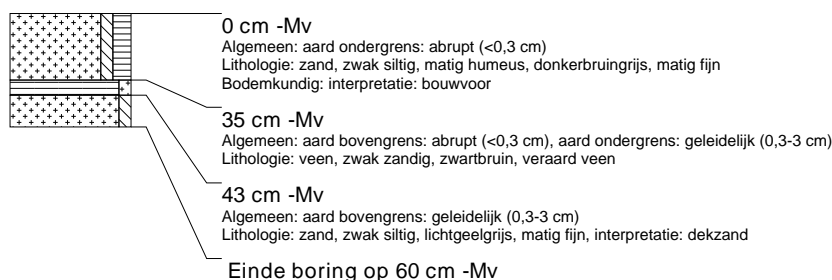 0 cm -Mv
Algemeen: aard ondergrens: abrupt (<0,3 cm)
Lithologie: zand, zwak siltig, matig humeus, donkerbruingrijs, matig fijn
Bodemkundig: interpretatie: bouwvoor
35 cm -Mv
Algemeen: aard bovengrens: abrupt (<0,3 cm), aard ondergrens: geleidelijk (0,3-3 cm)
Lithologie: veen, zwak zandig, zwartbruin, veraard veen
43 cm -Mv
Algemeen: aard bovengrens: geleidelijk (0,3-3 cm)
Lithologie: zand, zwak siltig, lichtgeelgrijs, matig fijn, interpretatie: dekzand
Einde boring op 60 cm -Mv